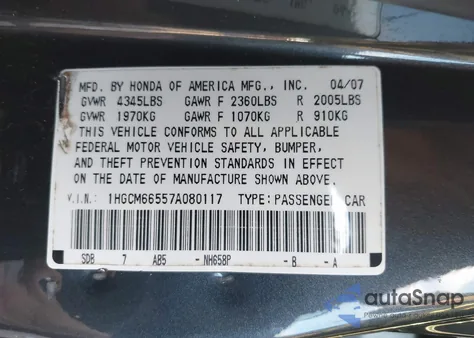 MFD. BY HONDA OF AMERICA MFG., INC. 04/07
GVWR 4345LBS GAWR F 2360LBS R 2005LBS
GVWR 1970KG GAWR F 1070KG R 910KG
THIS VEHICLE CONFORMS TO ALL APPLICABLE
FEDERAL MOTOR VEHICLE SAFETY, BUMPER,
AND THEFT PREVENTION STANDARDS IN EFFECT
ON THE DATE OF MANUFACTURE SHOWN ABOVE.
V.I.N.: 1HGCM66557A080117 TYPE: PASSENGER CAR
SDB 7 AB5 - NH658P - B - A
autoSnap